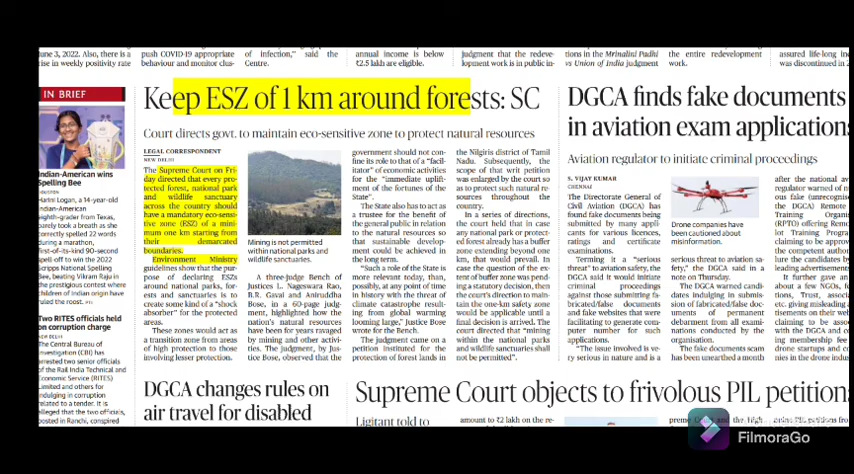 June 3, 2022. Also, there is a
rise in weekly positivity rate
push COVID-19 appropriate
behaviour and monitor clus-
of infection," said the
Centre.
annual income is below
₹2.5 lakh are eligible.
judgment that the redeve-
lopment work is in public in-
tions in the Mrinalini Padhi
vs Union of India judgment
the entire redevelopment
work.
assured life-long in
was discontinued in 2
IN BRIEF
Indian-American wins
Spelling Bee
Harini Logan, a 14-year-old
Indian-American
eighth-grader from Texas,
barely took a breath as she
correctly spelled 22 words
during a marathon,
first-of-its-kind 90-second
spell-off to win the 2022
Scripps National Spelling
Bee, beating Vikram Raju in
the prestigious contest where
children of Indian origin have
ruled the roost. PTI
Two RITES officials held
on corruption charge
NEW DELHI
The Central Bureau of
Investigation (CBI) has
arrested two senior officials
of the Rail India Technical and
Economic Service (RITES)
Limited and others for
indulging in corruption
related to a tender. It is
alleged that the two officials,
posted in Ranchi, conspired
Keep ESZ of 1 km around forests: SC
Court directs govt. to maintain eco-sensitive zone to protect natural resources
LEGAL CORRESPONDENT
NEW DELHI
The Supreme Court on Fri-
day directed that every pro-
tected forest, national park
and wildlife sanctuary
across the country should
have a mandatory eco-sensi-
tive zone (ESZ) of a mini-
mum one km starting from
their demarcated
boundaries.
Environment Ministry
guidelines show that the pur-
pose of declaring ESZs
around national parks, for-
ests and sanctuaries is to
create some kind of a "shock
absorber" for the protected
areas.
These zones would act as
a transition zone from areas
of high protection to those
involving lesser protection.
Mining is not permitted
within national parks and
wildlife sanctuaries.
A three-judge Bench of
Justices L. Nageswara Rao,
B.R. Gavai and Aniruddha
Bose, in a 60-page judg-
ment, highlighted how the
nation's natural resources
have been for years ravaged
by mining and other activi-
ties. The judgment, by Jus-
tice Bose, observed that the
government should not con-
fine its role to that of a "facil-
itator" of economic activities
for the "immediate uplift-
ment of the fortunes of the
State".
The State also has to act
as a trustee for the benefit of
the general public in relation
to the natural resources so
that sustainable develop-
ment could be achieved in
the long term.
"Such a role of the State is
more relevant today, than,
possibly, at any point of time
in history with the threat of
climate catastrophe result-
ing from global warming
looming large," Justice Bose
wrote for the Bench.
The judgment came on a
petition instituted for the
protection of forest lands in
the Nilgiris district of Tamil
Nadu. Subsequently, the
scope of that writ petition
was enlarged by the court so
as to protect such natural re-
sources throughout the
country.
In a series of directions,
the court held that in case
any national park or protect-
ed forest already has a buffer
zone extending beyond one
km, that would prevail. In
case the question of the ex-
tent of buffer zone was pend-
ing a statutory decision, then
the court's direction to main-
tain the one-km safety zone
would be applicable until a
final decision is arrived. The
court directed that "mining
within the national parks
and wildlife sanctuaries shall
not be permitted".
DGCA finds fake documents
in aviation exam applications
Aviation regulator to initiate criminal proceedings
S. VIJAY KUMAR
CHENNAI
The Directorate General of
Civil Aviation (DGCA) has
found fake documents being
submitted by many appli-
cants for various licences,
ratings and certificate
examinations.
Terming it a "serious
threat" to aviation safety, the
DGCA said it would initiate
criminal proceedings
against those submitting fa-
bricated/false documents
and fake websites that were
facilitating to generate com-
puter number for such
applications.
"The issue involved is ve-
ry serious in nature and is a
Drone companies have
been cautioned about
misinformation.
serious threat to aviation sa-
fety," the DGCA said in a
note on Thursday.
The DGCA warned candi-
dates indulging in submis-
sion of fabricated/false doc-
uments of permanent
debarment from all exami-
nations conducted by the
organisation.
The fake documents scam
has been unearthed a month
after the national av
regulator warned of n
ous fake (unrecognised
the DGCA) Remote
Training Organis
(RPTO) offering Remo
lot Training Program
claiming to be approve
the competent author
lure the candidates by
leading advertisement
It further gave an
about a few NGOs, f
tions, Trust, Associa
etc. giving misleading a
tisements on their web
claiming to be associ
with the DGCA and co
ing membership fee f
drone startups and co
nies in the drone indus
DGCA changes rules on
air travel for disabled
Supreme Court objects to frivolous PIL petition
Ligitant told to
amount to ₹2 lakh on the re-
FilmoraGo